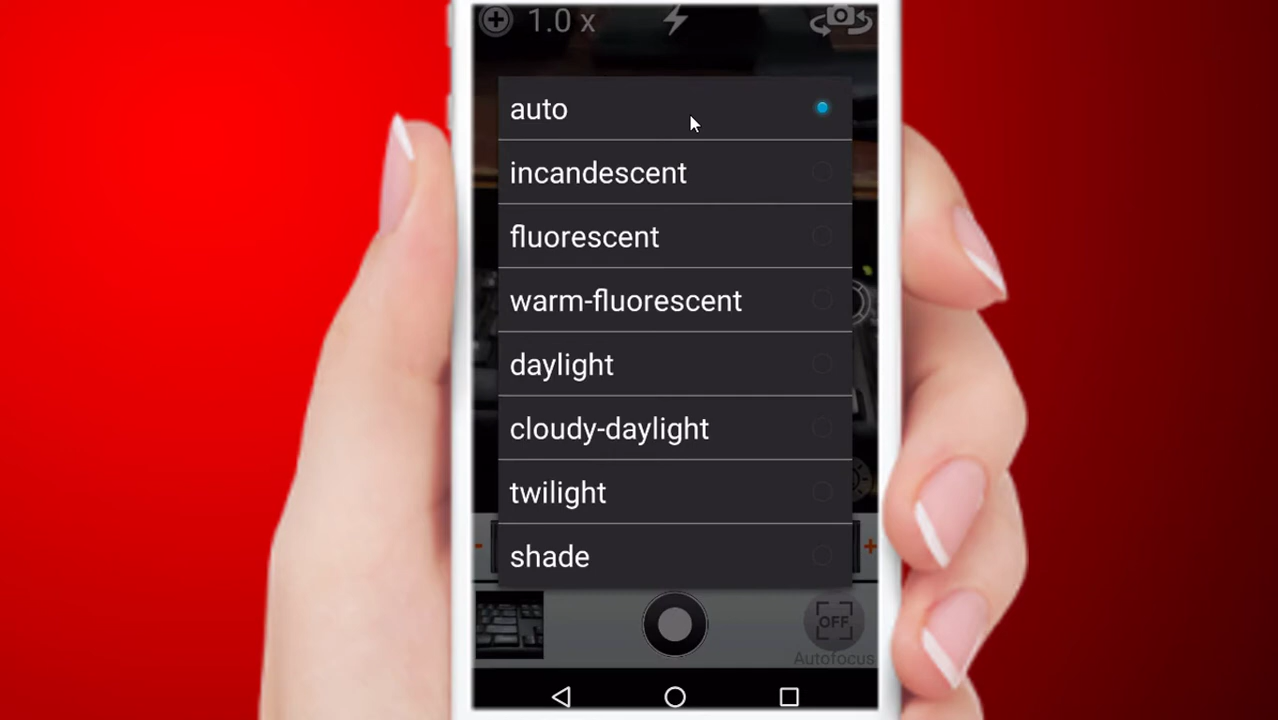 1.0 x
auto
incandescent
fluorescent
warm-fluorescent
daylight
cloudy-daylight
twilight
shade
- +
OFF
Autofocus